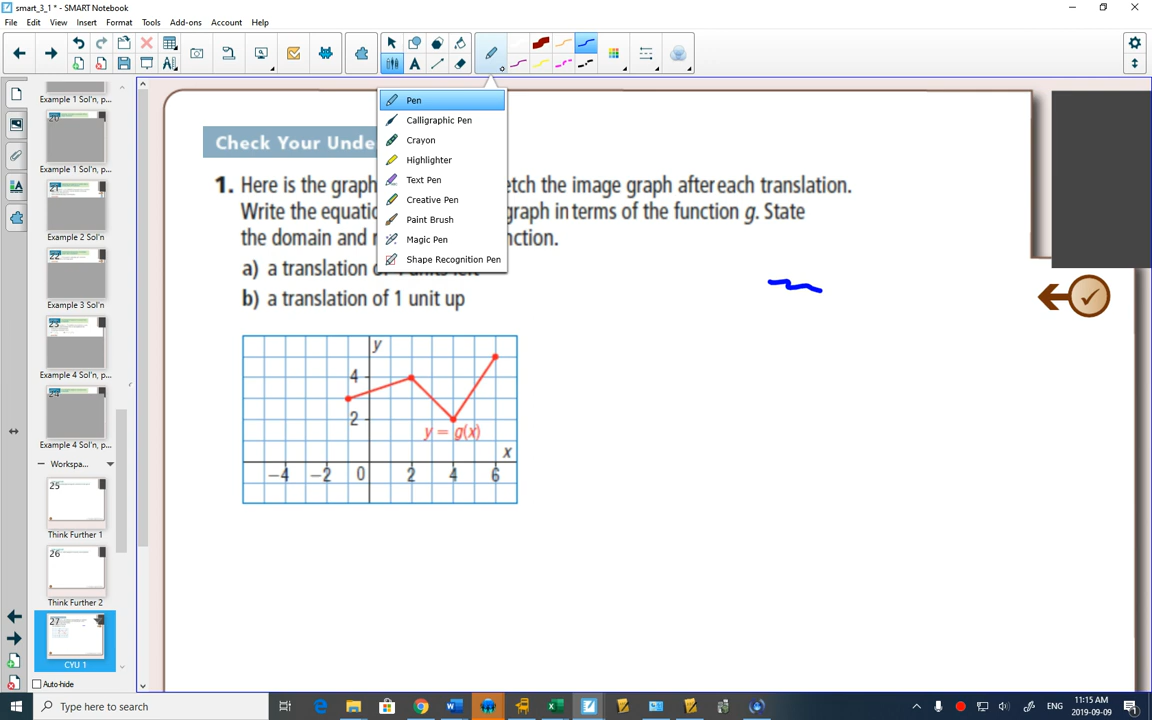 smart_3_1 * - SMART Notebook
File Edit View Insert Format Tools Add-ons Account Help
Pen
Calligraphic Pen
Crayon
Highlighter
Text Pen
Creative Pen
Paint Brush
Magic Pen
Shape Recognition Pen
Example 1 Sol'n, p...
20
Example 1 Sol'n, p...
21
Example 2 Sol'n
22
Example 3 Sol'n
23
Example 4 Sol'n, p...
24
Example 4 Sol'n, p...
Workspa...
25
Think Further 1
26
Think Further 2
27
CYU 1
Auto-hide
Check Your Unde
1. Here is the graph etch the image graph after each translation.
Write the equatio graph in terms of the function g. State
the domain and nction.
a) a translation
b) a translation of 1 unit up
y
4
2
y = g(x)
x
−4 −2 0 2 4 6
Type here to search
ENG
11:15 AM
2019-09-09
1